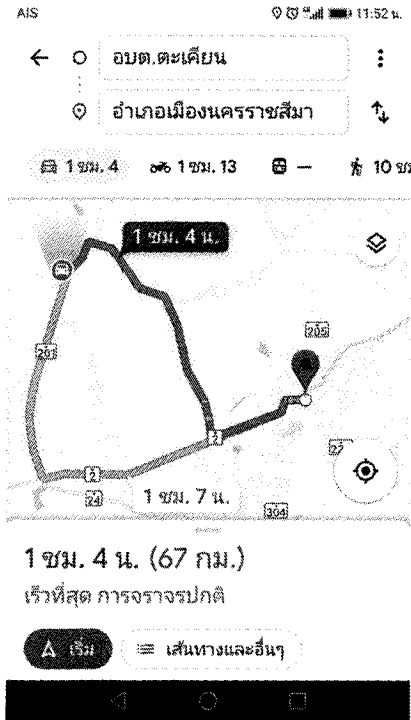 AIS 11:52 น.
อบต.ตะเคียน
อำเภอเมืองนครราชสีมา
1 ชม. 4 1 ชม. 13 — 10 ชม
1 ชม. 4 น.
205
201
2
2
24
1 ชม. 7 น.
304
1 ชม. 4 น. (67 กม.)
เร็วที่สุด การจราจรปกติ
เริ่ม เส้นทางและอื่นๆ